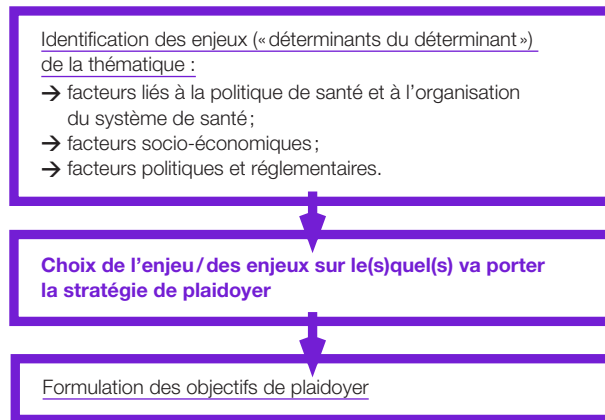 Identification des enjeux (« déterminants du déterminant »)
de la thématique :
→ facteurs liés à la politique de santé et à l'organisation
du système de santé ;
→ facteurs socio-économiques ;
→ facteurs politiques et réglementaires.
Choix de l'enjeu / des enjeux sur le(s)quel(s) va porter
la stratégie de plaidoyer
Formulation des objectifs de plaidoyer